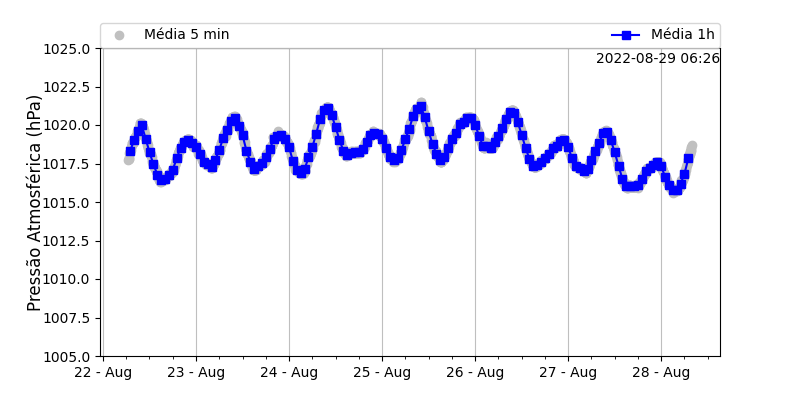 Média 5 min
Média 1h
2022-08-29 06:26
Pressão Atmosférica (hPa)
1025.0
1022.5
1020.0
1017.5
1015.0
1012.5
1010.0
1007.5
1005.0
22 - Aug
23 - Aug
24 - Aug
25 - Aug
26 - Aug
27 - Aug
28 - Aug